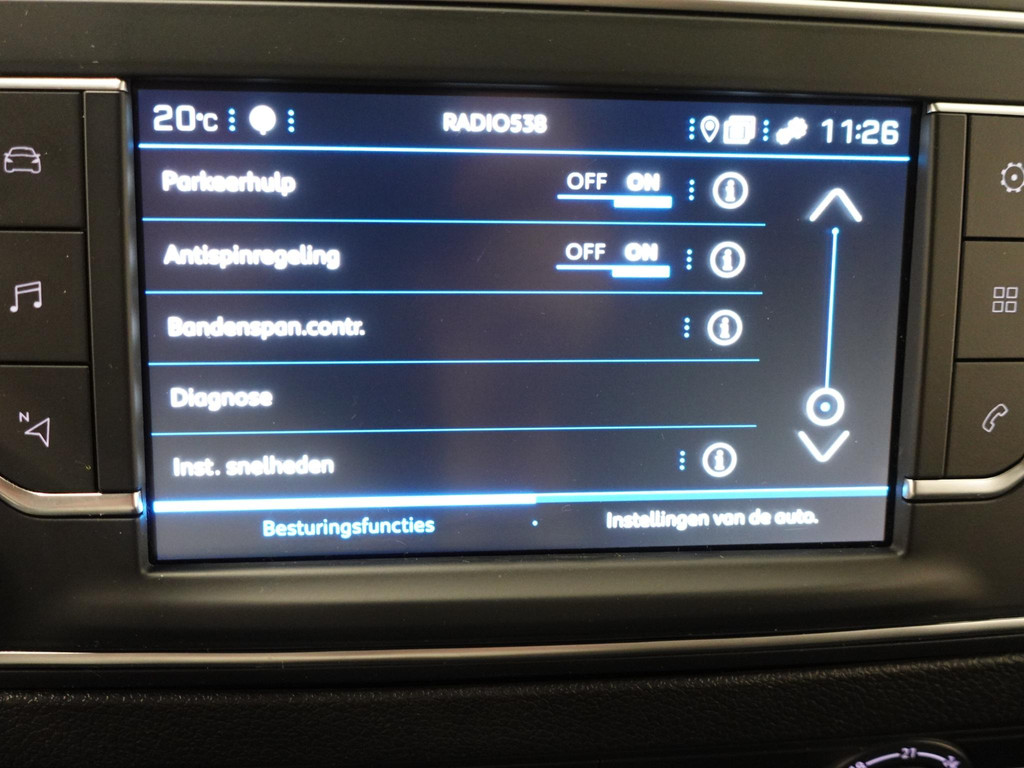 20°C RADIO538 11:26
Parkeerhulp OFF ON
Antispinregeling OFF ON
Bandenspan.contr.
N
Diagnose
Inst. snelheden
Besturingsfuncties Instellingen van de auto.
21